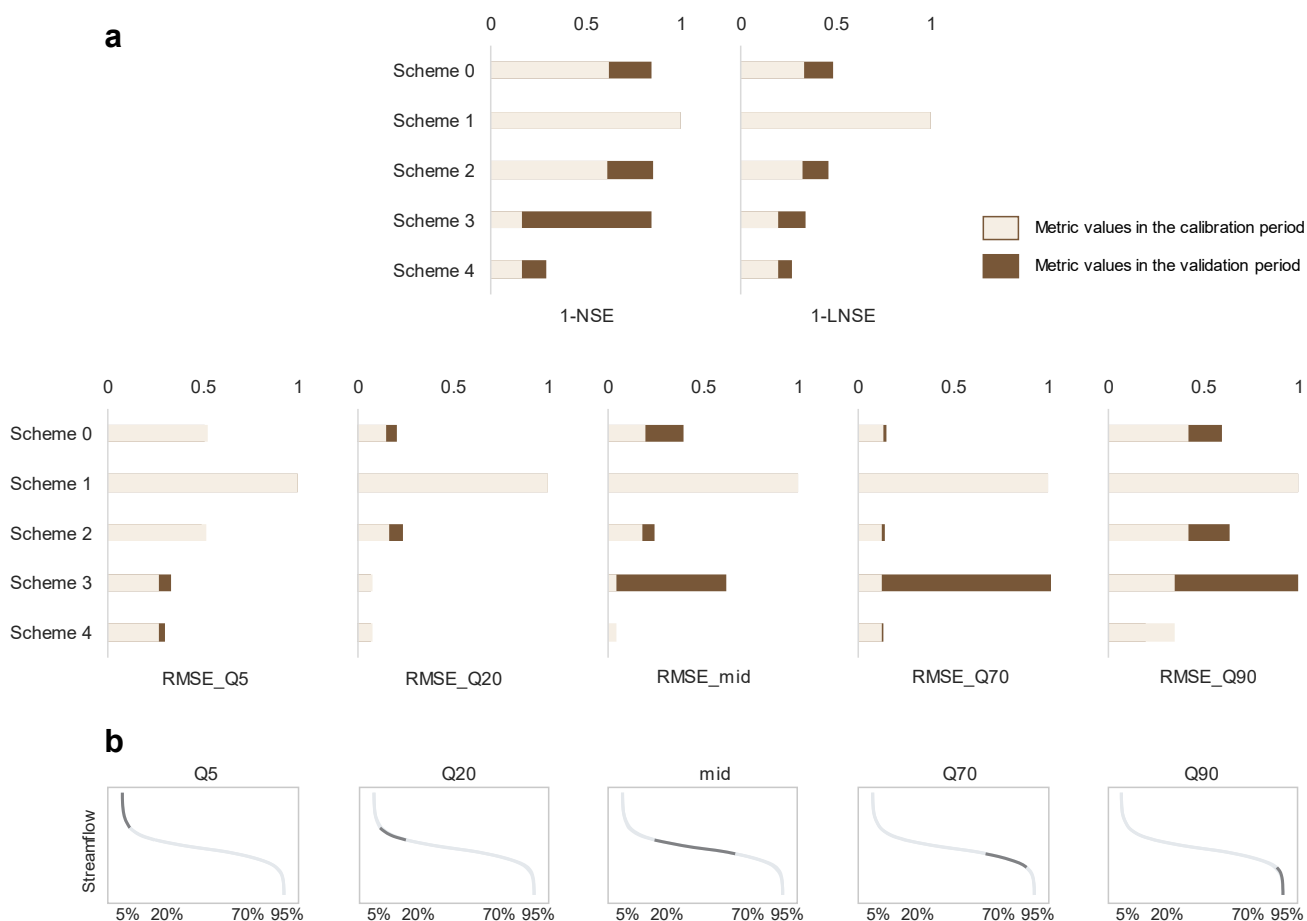 a
0 0.5 1 0 0.5 1
Scheme 0
Scheme 1
Scheme 2
Scheme 3
Scheme 4
1-NSE 1-LNSE
Metric values in the calibration period
Metric values in the validation period
0 0.5 1 0 0.5 1 0 0.5 1 0 0.5 1 0 0.5 1
Scheme 0
Scheme 1
Scheme 2
Scheme 3
Scheme 4
RMSE_Q5 RMSE_Q20 RMSE_mid RMSE_Q70 RMSE_Q90
b
Q5 Q20 mid Q70 Q90
Streamflow
5% 20% 70% 95% 5% 20% 70% 95% 5% 20% 70% 95% 5% 20% 70% 95% 5% 20% 70% 95%